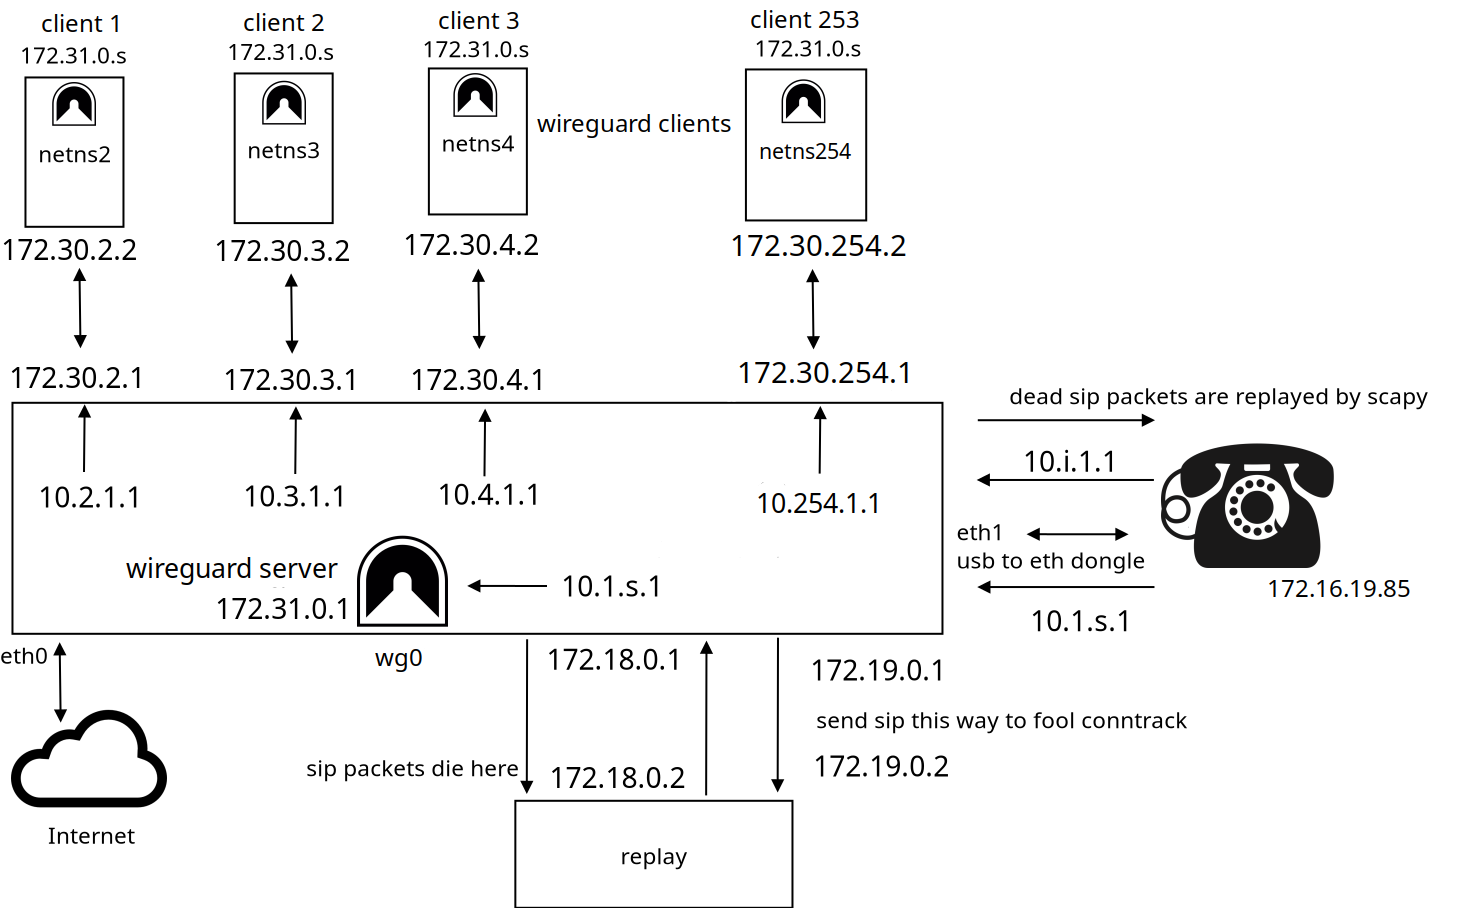 client 1
172.31.0.s
netns2
172.30.2.2
172.30.2.1
client 2
172.31.0.s
netns3
172.30.3.2
172.30.3.1
client 3
172.31.0.s
netns4
172.30.4.2
172.30.4.1
wireguard clients
client 253
172.31.0.s
netns254
172.30.254.2
172.30.254.1
10.2.1.1
10.3.1.1
10.4.1.1
10.254.1.1
wireguard server
172.31.0.1
10.1.s.1
wg0
dead sip packets are replayed by scapy
10.i.1.1
eth1
usb to eth dongle
172.16.19.85
10.1.s.1
eth0
Internet
172.18.0.1
172.19.0.1
send sip this way to fool conntrack
sip packets die here
172.18.0.2
172.19.0.2
replay